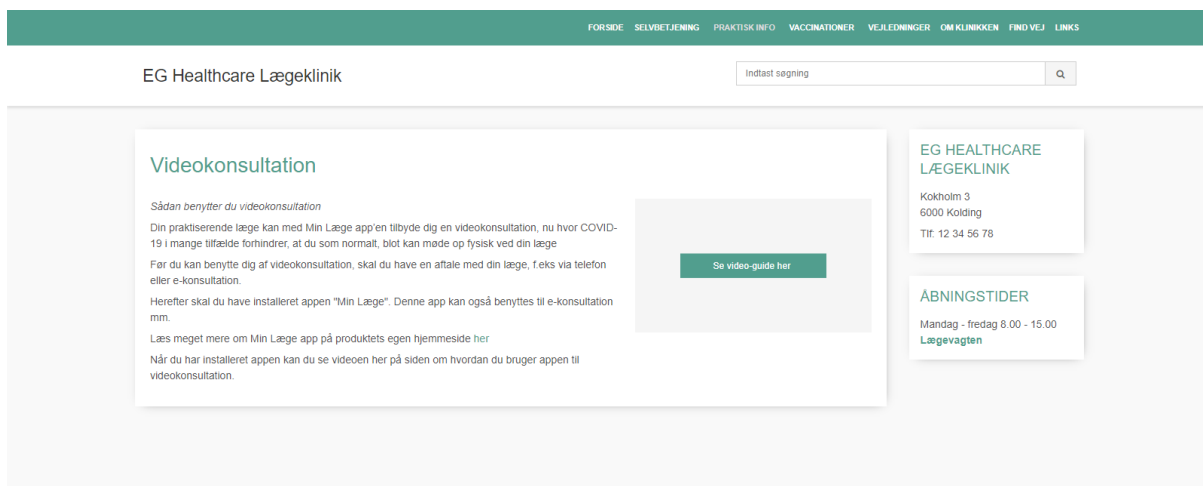 FORSIDE SELVBETJENING PRAKTISK INFO VACCINATIONER VEJLEDNINGER OM KLINIKKEN FIND VEJ LINKS
EG Healthcare Lægeklinik
Indtast søgning
Videokonsultation
Sådan benytter du videokonsultation
Din praktiserende læge kan med Min Læge app'en tilbyde dig en videokonsultation, nu hvor COVID-
19 i mange tilfælde forhindrer, at du som normalt, blot kan møde op fysisk ved din læge
Før du kan benytte dig af videokonsultation, skal du have en aftale med din læge, f.eks via telefon
eller e-konsultation.
Herefter skal du have installeret appen "Min Læge". Denne app kan også benyttes til e-konsultation
mm.
Læs meget mere om Min Læge app på produktets egen hjemmeside her
Når du har installeret appen kan du se videoen her på siden om hvordan du bruger appen til
videokonsultation.
Se video-guide her
EG HEALTHCARE
LÆGEKLINIK
Kokholm 3
6000 Kolding
Tlf: 12 34 56 78
ÅBNINGSTIDER
Mandag - fredag 8.00 - 15.00
Lægevagten